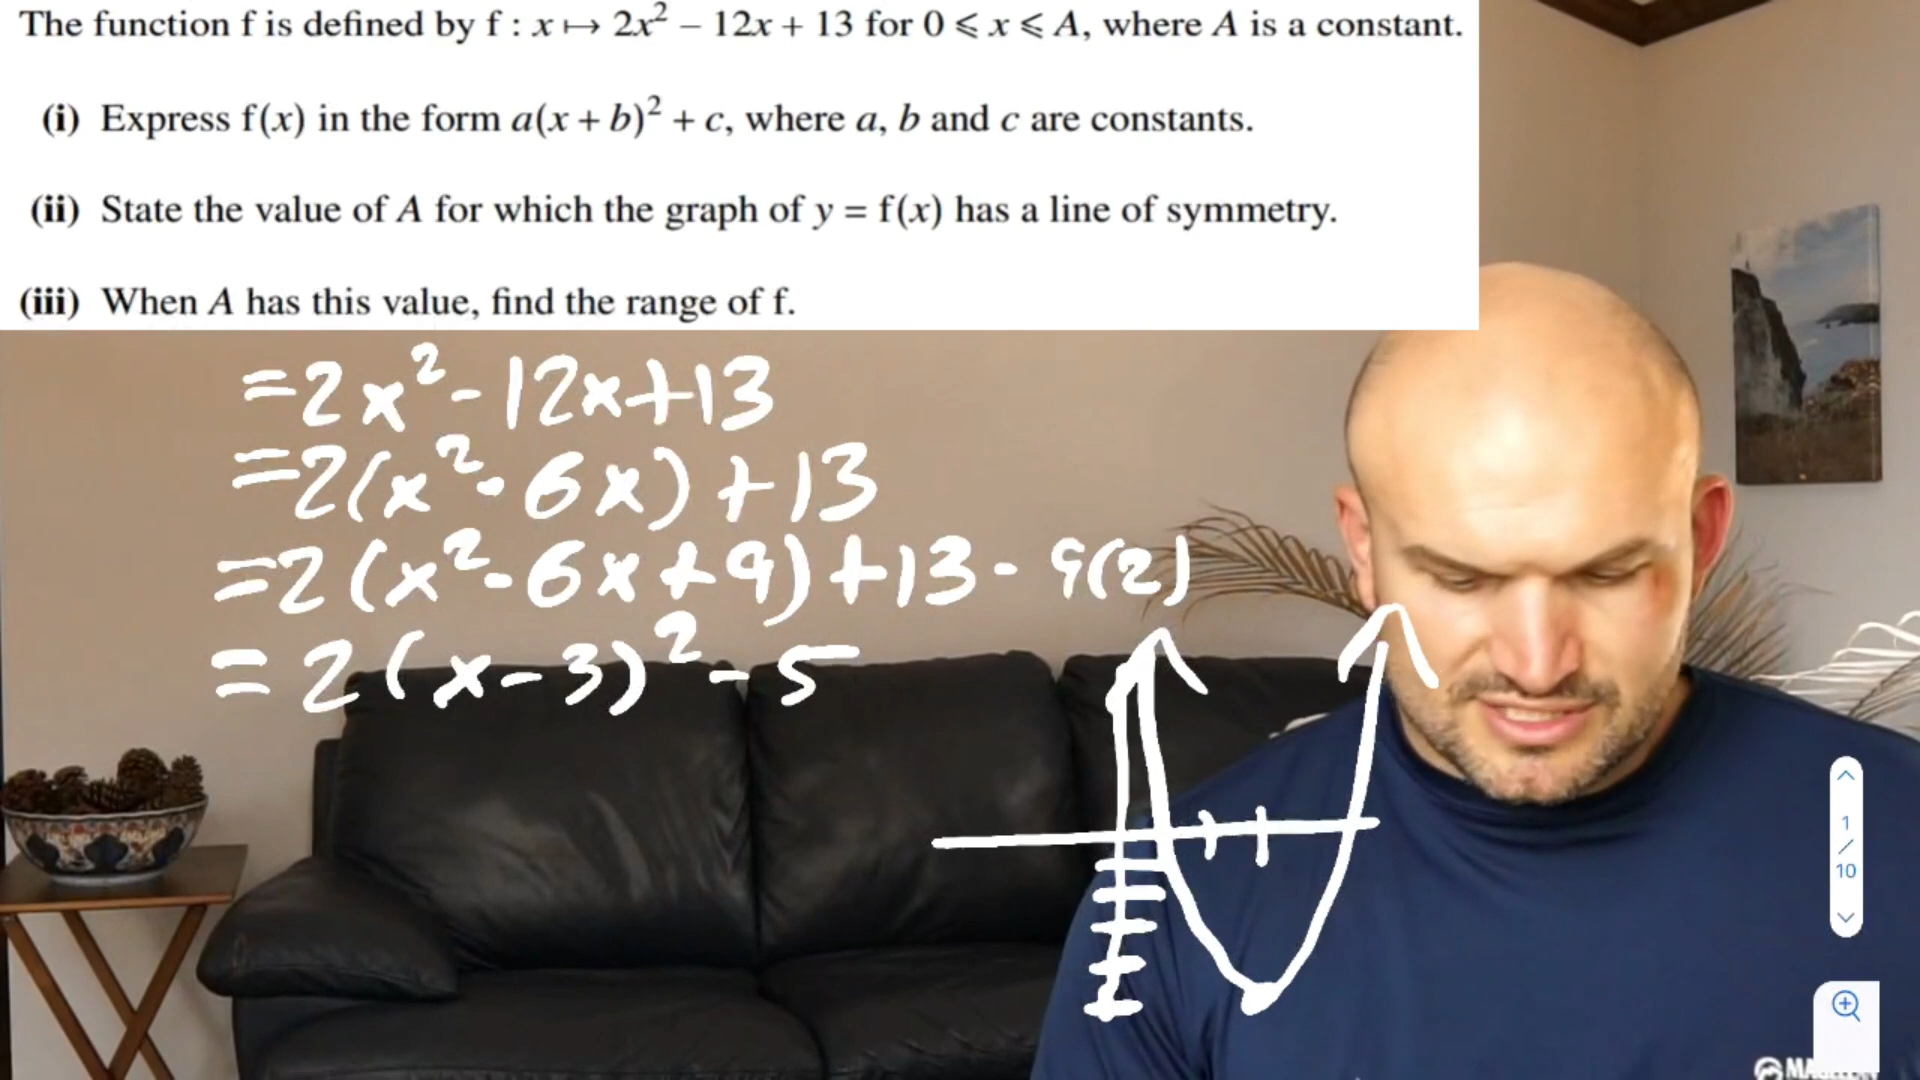 The function f is defined by f : x ↦ 2x² − 12x + 13 for 0 ⩽ x ⩽ A, where A is a constant.
(i) Express f(x) in the form a(x + b)² + c, where a, b and c are constants.
(ii) State the value of A for which the graph of y = f(x) has a line of symmetry.
(iii) When A has this value, find the range of f.
=2x²-12x+13
=2(x²-6x)+13
=2(x²-6x+9)+13-9(2)
=2(x-3)²-5
1
/
10